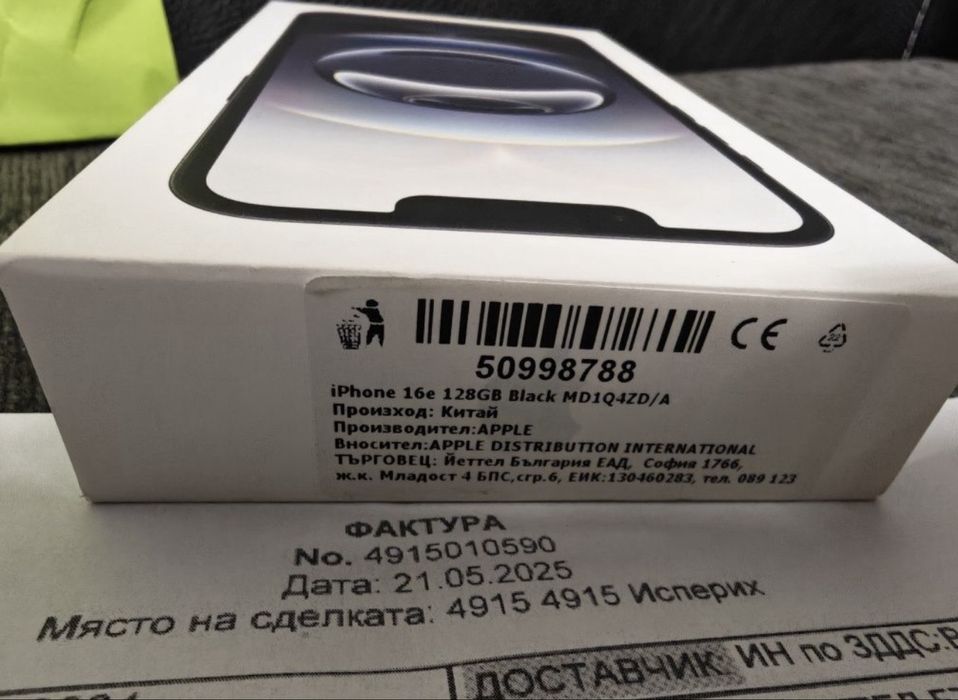 CE
22
50998788
iPhone 16e 128GB Black MD1Q4ZD/A
Произход: Китай
Производител:APPLE
Вносител:APPLE DISTRIBUTION INTERNATIONAL
ТЪРГОВЕЦ: Йеттел България ЕАД, София 1766,
ж.к. Младост 4 БПС,сгр.6, ЕИК:130460283, тел. 089 123
ФАКТУРА
No. 4915010590
Дата: 21.05.2025
Място на сделката: 4915 4915 Исперих
ДОСТАВЧИК ИН по ЗДДС: